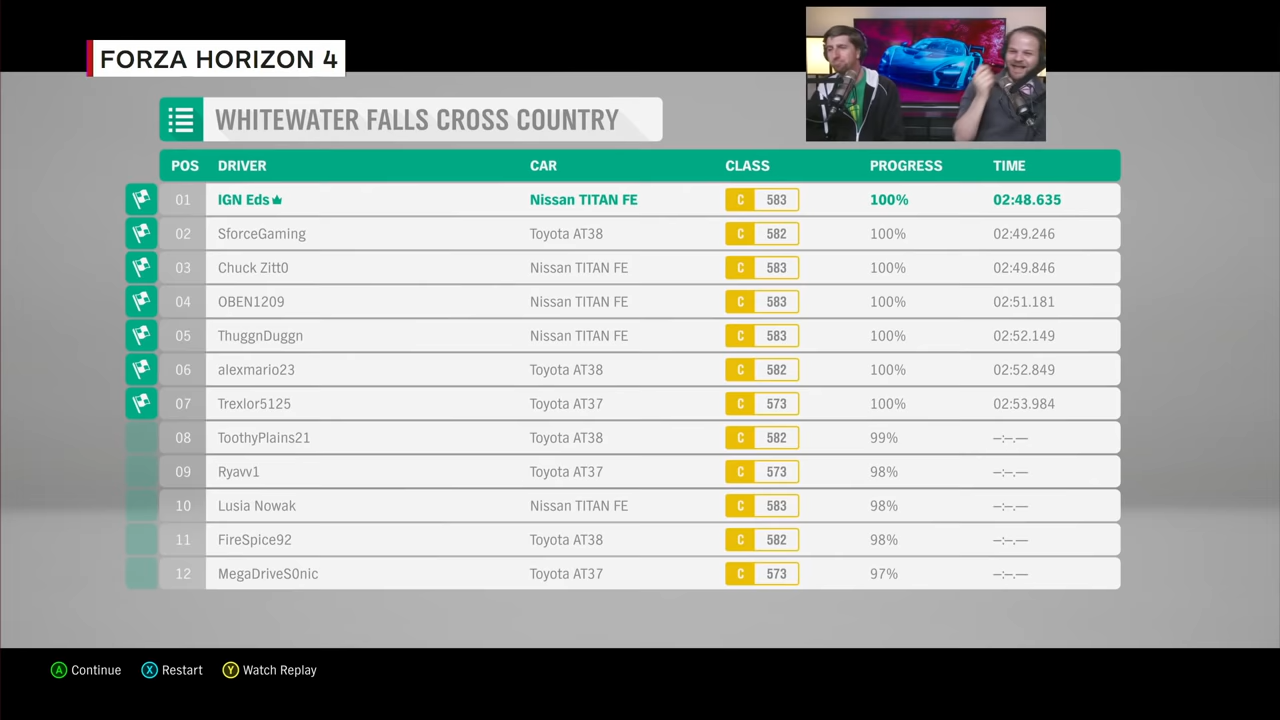 FORZA HORIZON 4
WHITEWATER FALLS CROSS COUNTRY
POS DRIVER CAR CLASS PROGRESS TIME
01 IGN Eds Nissan TITAN FE C 583 100% 02:48.635
02 SforceGaming Toyota AT38 C 582 100% 02:49.246
03 Chuck Zitt0 Nissan TITAN FE C 583 100% 02:49.846
04 OBEN1209 Nissan TITAN FE C 583 100% 02:51.181
05 ThuggnDuggn Nissan TITAN FE C 583 100% 02:52.149
06 alexmario23 Toyota AT38 C 582 100% 02:52.849
07 Trexlor5125 Toyota AT37 C 573 100% 02:53.984
08 ToothyPlains21 Toyota AT38 C 582 99% –:–.––
09 Ryavv1 Toyota AT37 C 573 98% –:–.––
10 Lusia Nowak Nissan TITAN FE C 583 98% –:–.––
11 FireSpice92 Toyota AT38 C 582 98% –:–.––
12 MegaDriveS0nic Toyota AT37 C 573 97% –:–.––
A Continue X Restart Y Watch Replay